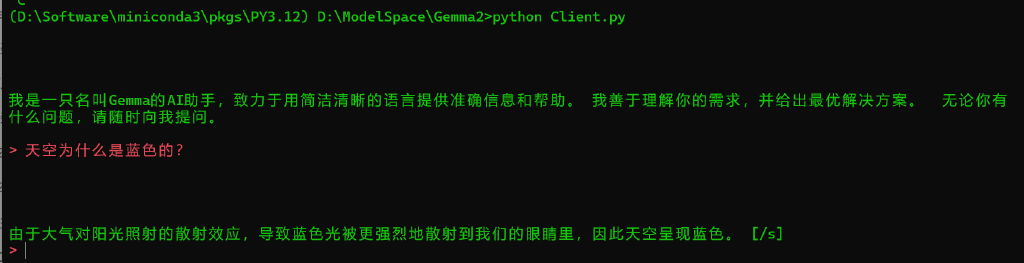 ^C
(D:\Software\miniconda3\pkgs\PY3.12) D:\ModelSpace\Gemma2>python Client.py
我是一只名叫Gemma的AI助手，致力于用简洁清晰的语言提供准确信息和帮助。 我善于理解你的需求，并给出最优解决方案。  无论你有
什么问题，请随时向我提问。
> 天空为什么是蓝色的？
由于大气对阳光照射的散射效应，导致蓝色光被更强烈地散射到我们的眼睛里，因此天空呈现蓝色。 [/s]
>